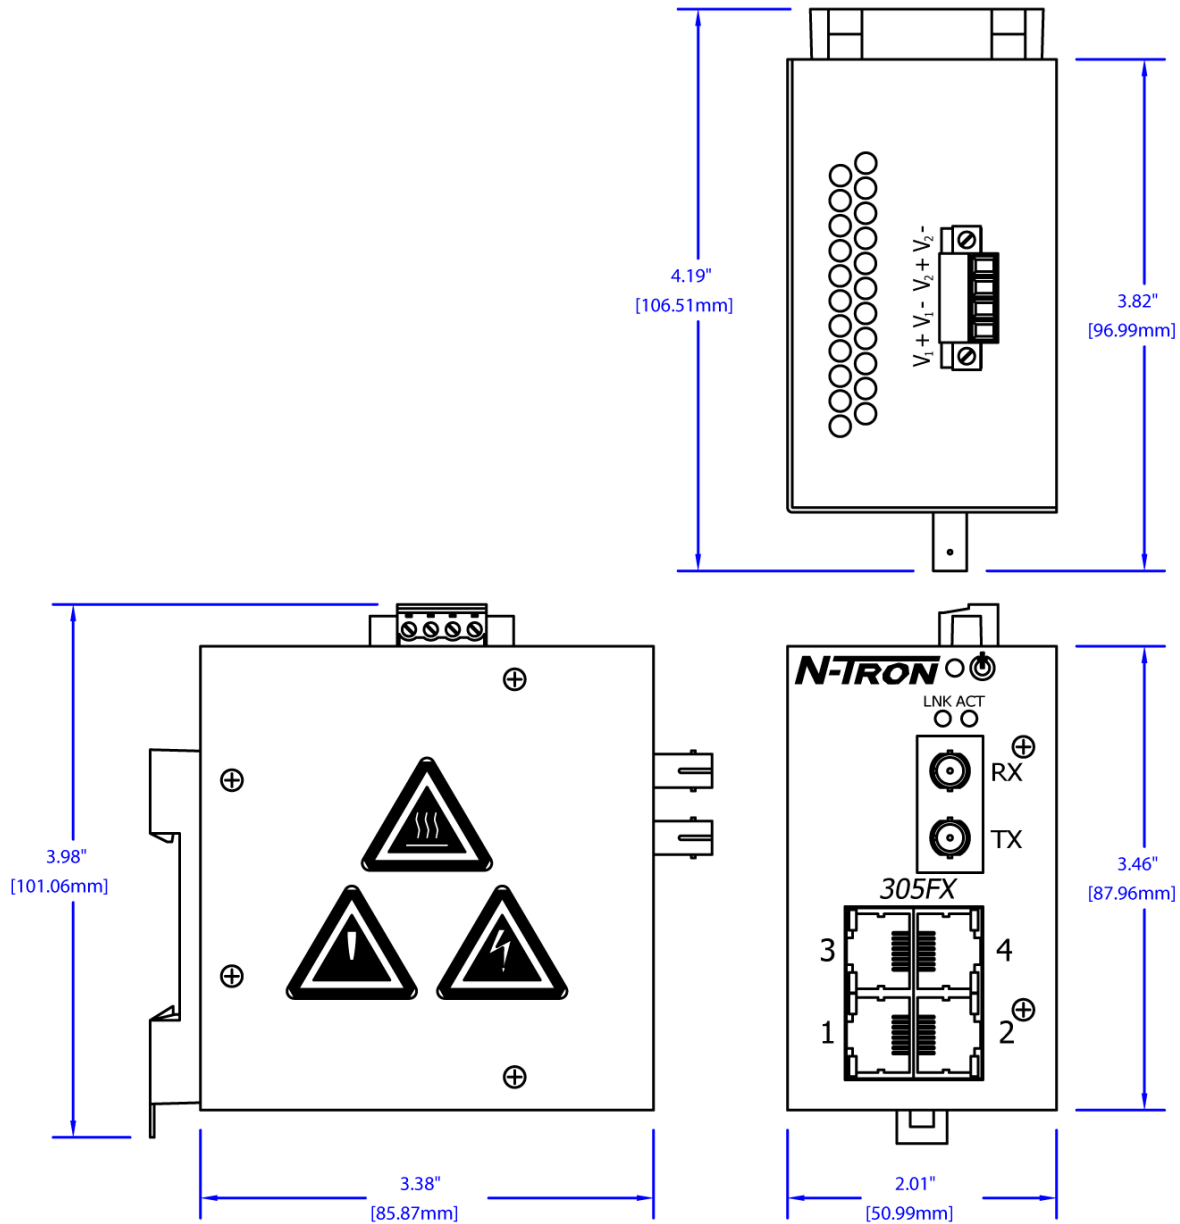 4.19"
[106.51mm]
3.82"
[96.99mm]
V₁ + V₁ - V₂ + V₂ -
N-TRON
LNK ACT
RX
TX
305FX
3
4
1
2
3.98"
[101.06mm]
3.46"
[87.96mm]
3.38"
[85.87mm]
2.01"
[50.99mm]